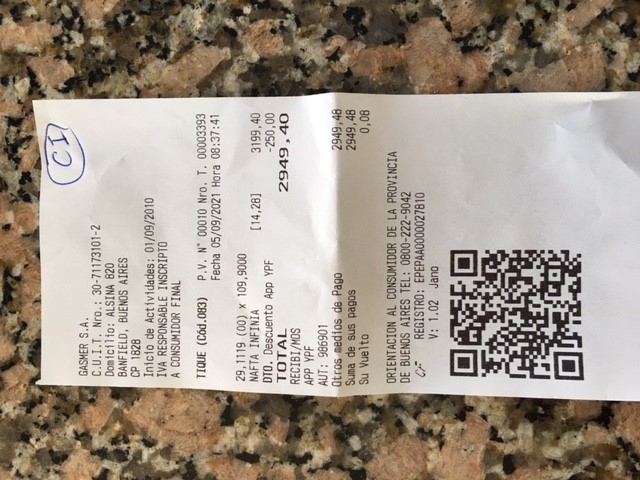 CI
GASMER S.A.
C.U.I.T. Nro.: 30-71173101-2
Domicilio: ALSINA 820
BANFIELD, BUENOS AIRES
CP 1828
Inicio de Actividades: 01/09/2010
IVA RESPONSABLE INSCRIPTO
A CONSUMIDOR FINAL
TIQUE (Cód.083) P.V. N° 00010 Nro. T. 00003393
Fecha 05/09/2021 Hora 08:37:41
29,1119 (00) x 109,9000
NAFTA INFINIA [14,28] 3199,40
DTO. Descuento App YPF -250,00
TOTAL 2949,40
RECIBI/MOS
APP YPF
AUT: 986901
Otros medios de Pago 2949,48
Suma de sus pagos 2949,48
Su Vuelto 0,08
ORIENTACION AL CONSUMIDOR DE LA PROVINCIA
DE BUENOS AIRES TEL: 0800-222-9042
CF REGISTRO: EPEPAA0000027810
V: 1.02 Jano